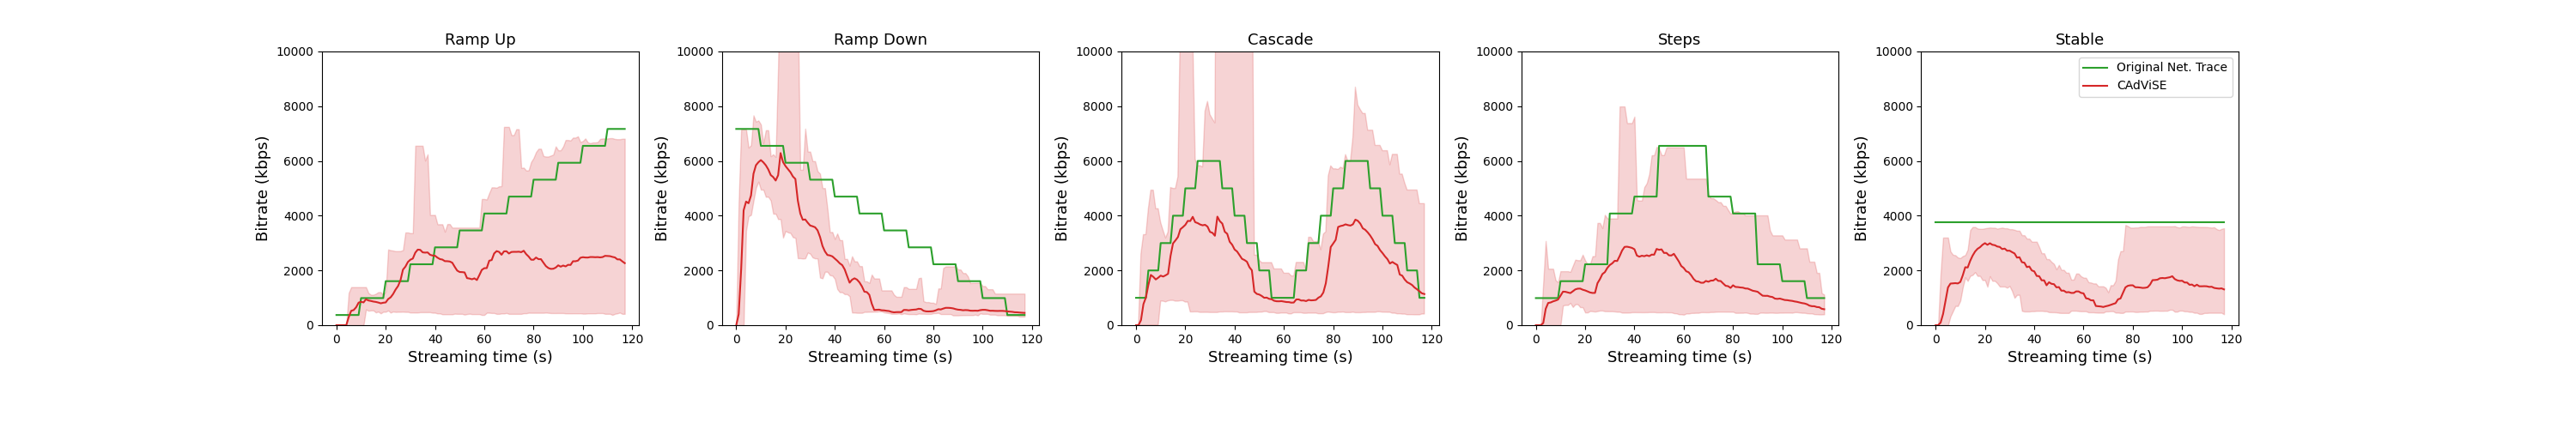 Ramp Up
Bitrate (kbps)
10000
8000
6000
4000
2000
0
0 20 40 60 80 100 120
Streaming time (s)
Ramp Down
Bitrate (kbps)
10000
8000
6000
4000
2000
0
0 20 40 60 80 100 120
Streaming time (s)
Cascade
Bitrate (kbps)
10000
8000
6000
4000
2000
0
0 20 40 60 80 100 120
Streaming time (s)
Steps
Bitrate (kbps)
10000
8000
6000
4000
2000
0
0 20 40 60 80 100 120
Streaming time (s)
Stable
Bitrate (kbps)
10000
8000
6000
4000
2000
0
Original Net. Trace
CAdViSE
0 20 40 60 80 100 120
Streaming time (s)